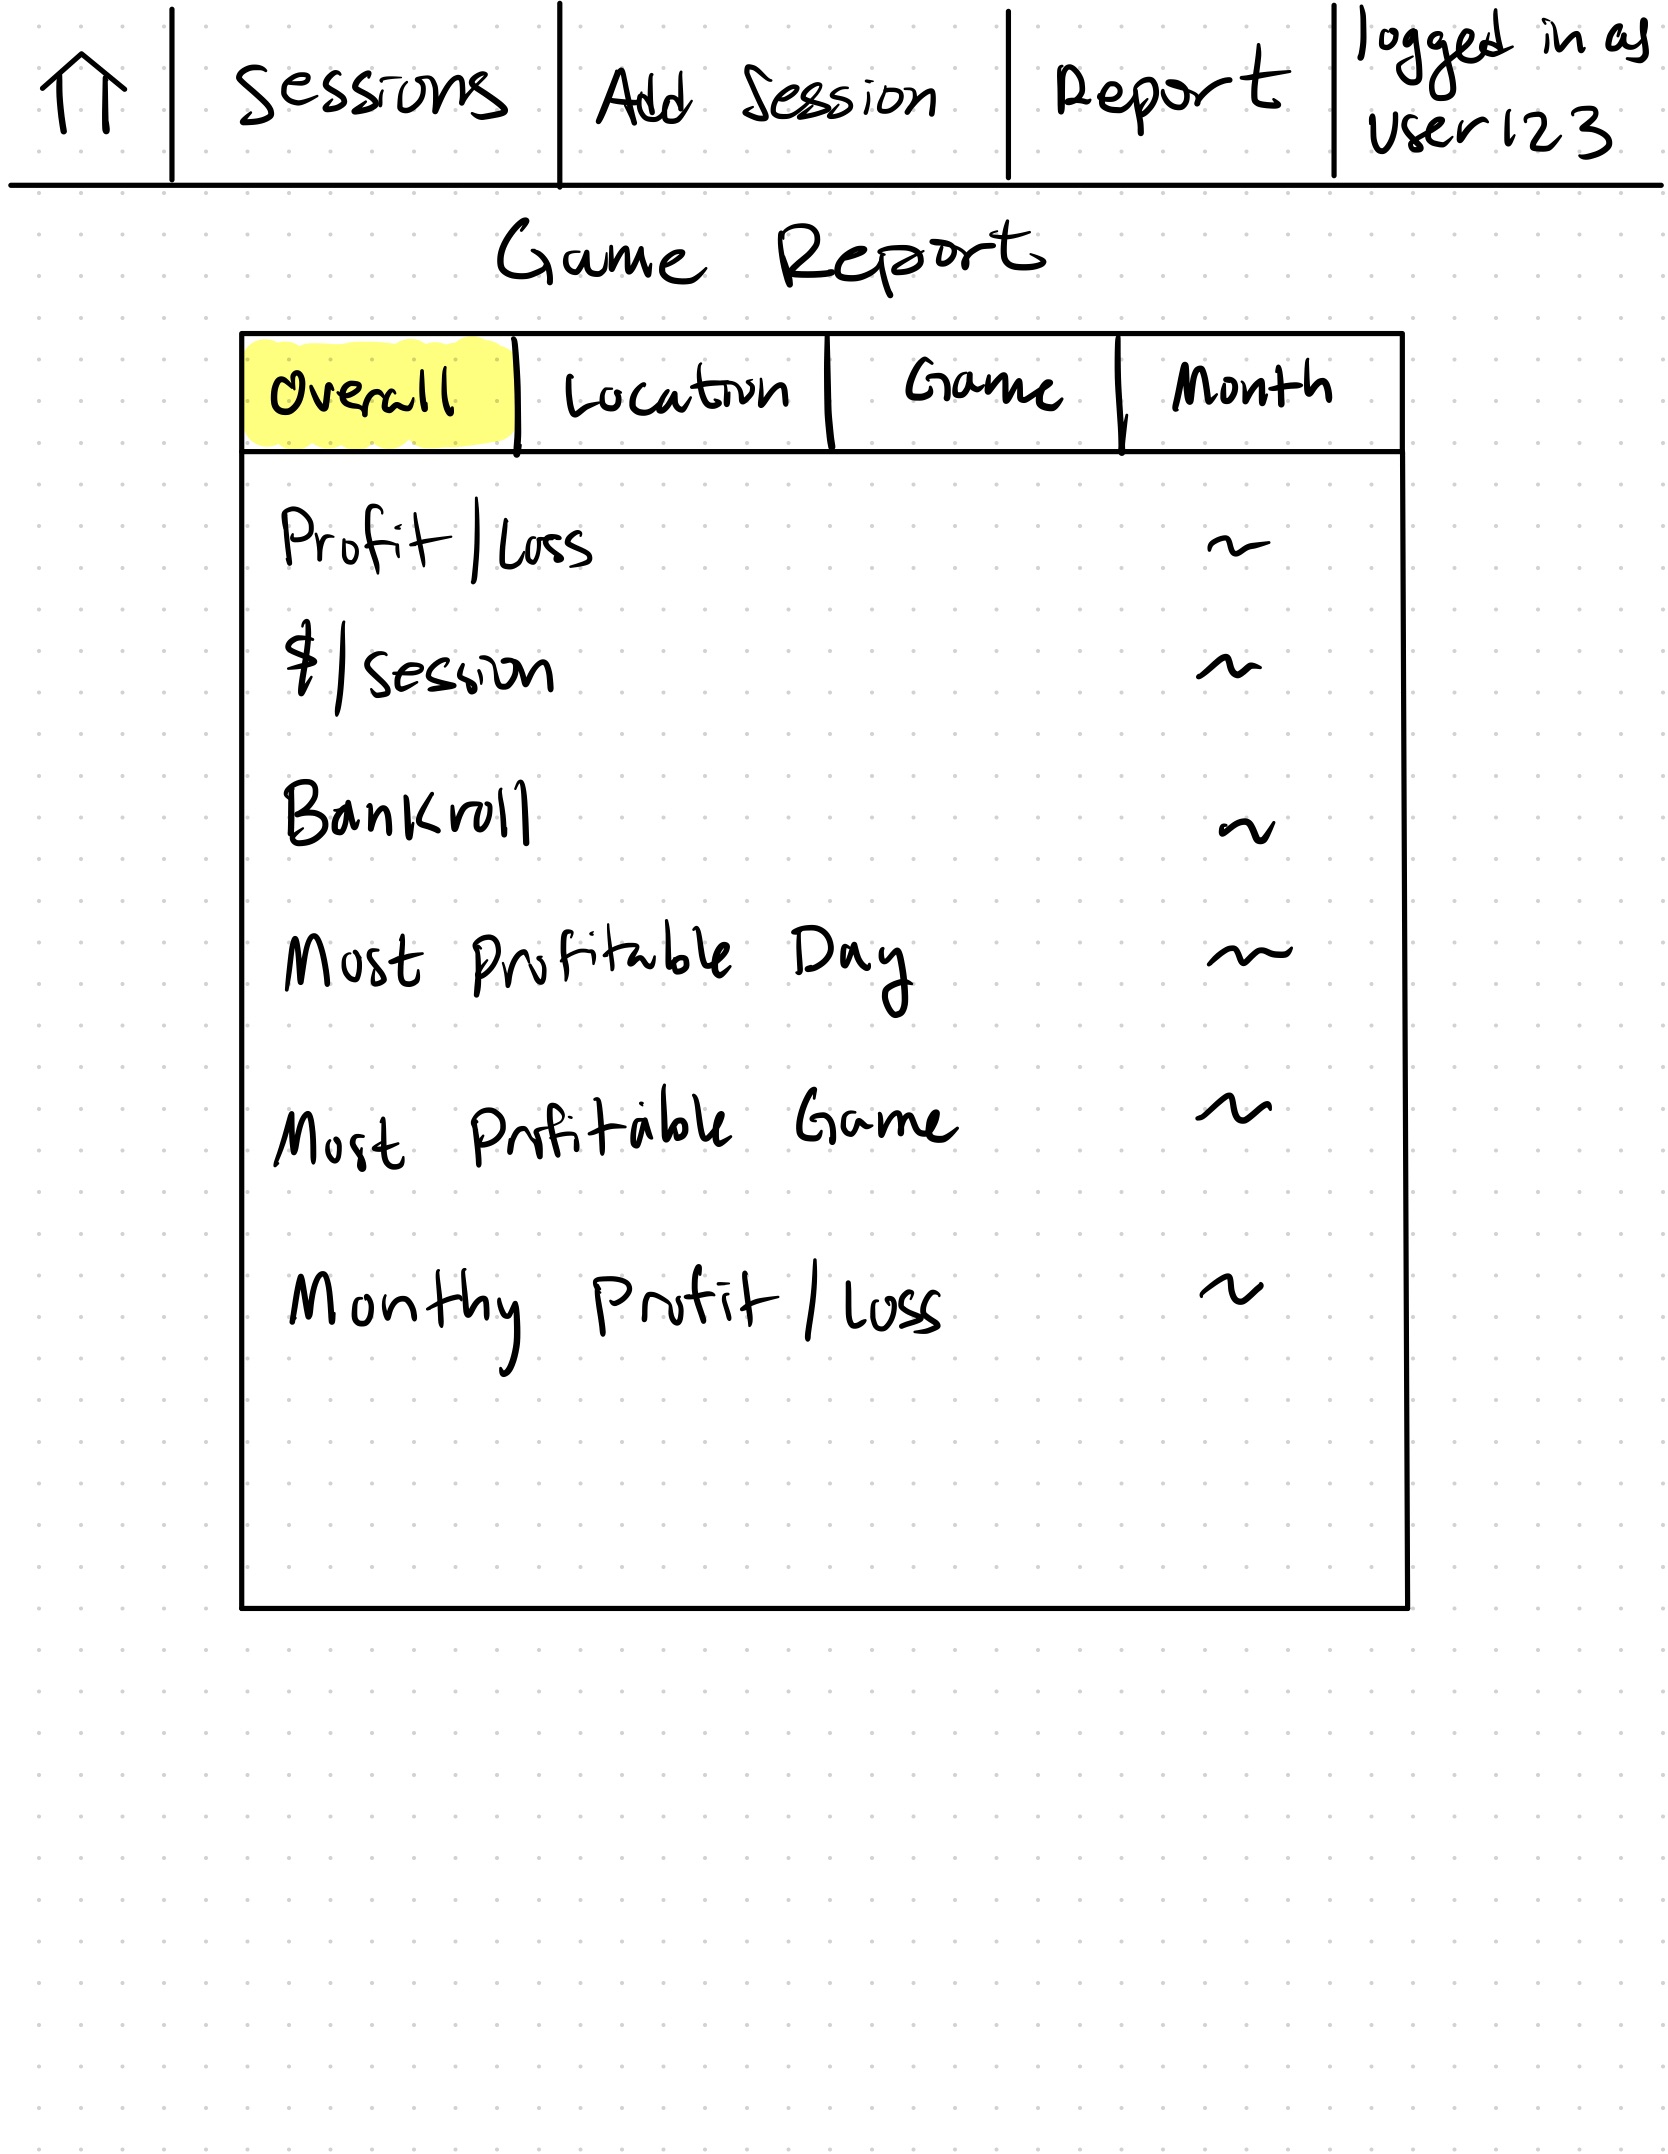 Sessions
Add Session
Report
logged in as
user123
Game Report
Overall
Location
Game
Month
Profit/Loss
~
$/session
~
Bankroll
~
Most Profitable Day
~
Most Profitable Game
~
Monthy Profit/Loss
~